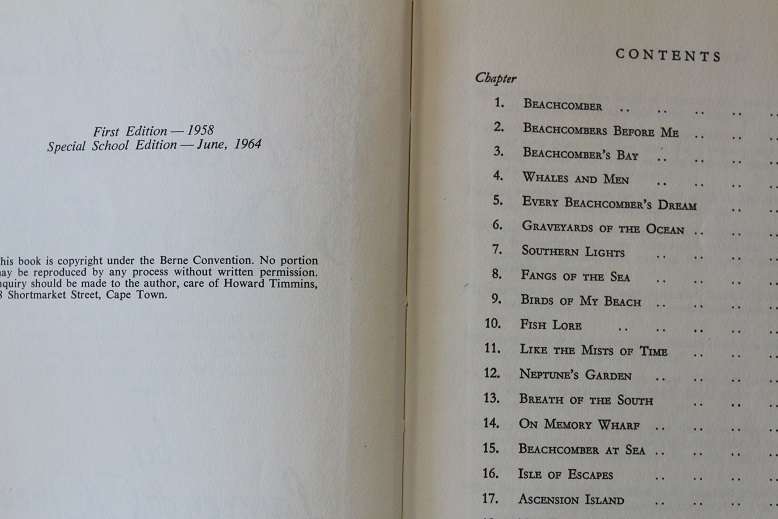 First Edition — 1958
Special School Edition — June, 1964
his book is copyright under the Berne Convention. No portion
ay be reproduced by any process without written permission.
nquiry should be made to the author, care of Howard Timmins,
8 Shortmarket Street, Cape Town.
CONTENTS
Chapter
1. BEACHCOMBER .. .. .. .. ..
2. BEACHCOMBERS BEFORE ME .. .. .. ..
3. BEACHCOMBER'S BAY .. .. .. ..
4. WHALES AND MEN .. .. .. ..
5. EVERY BEACHCOMBER'S DREAM .. ..
6. GRAVEYARDS OF THE OCEAN .. .. ..
7. SOUTHERN LIGHTS .. .. .. ..
8. FANGS OF THE SEA .. .. .. ..
9. BIRDS OF MY BEACH .. .. .. ..
10. FISH LORE .. .. .. .. ..
11. LIKE THE MISTS OF TIME .. .. ..
12. NEPTUNE'S GARDEN .. .. .. ..
13. BREATH OF THE SOUTH .. .. ..
14. ON MEMORY WHARF .. .. .. ..
15. BEACHCOMBER AT SEA .. .. .. ..
16. ISLE OF ESCAPES .. .. .. ..
17. ASCENSION ISLAND .. .. .. ..